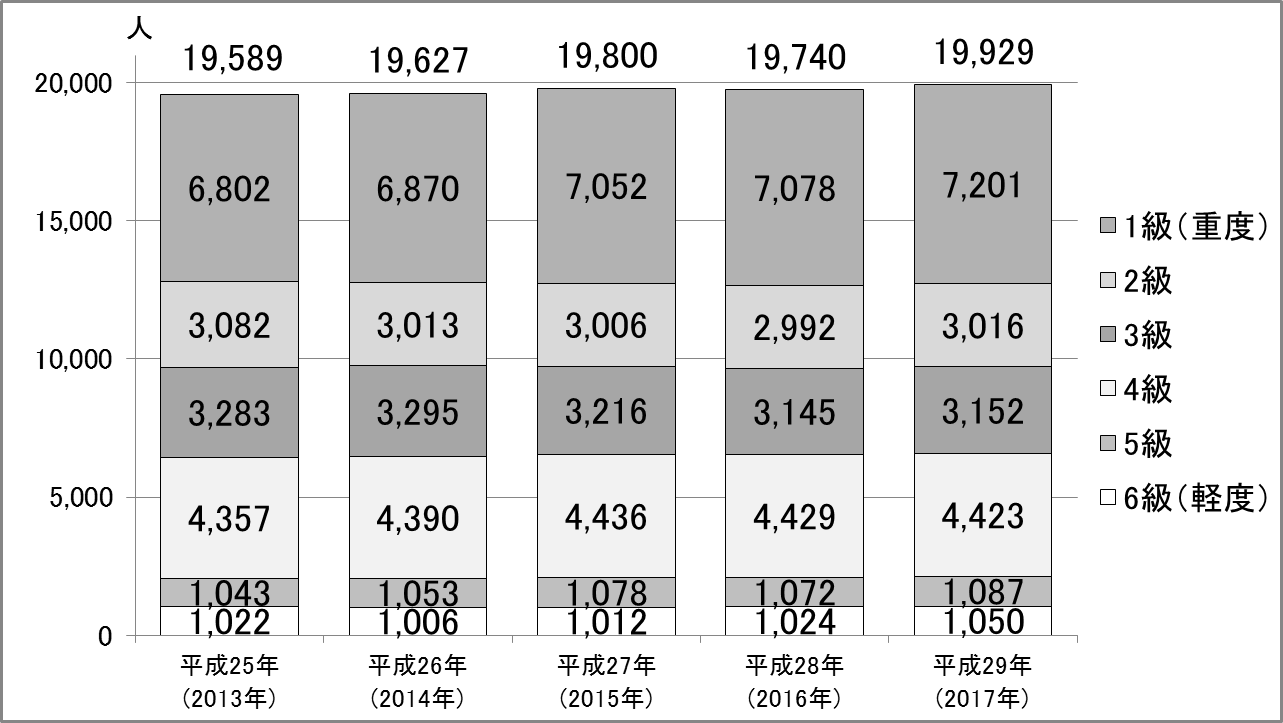 人
19,589 19,627 19,800 19,740 19,929
20,000
6,802 6,870 7,052 7,078 7,201
15,000
1級（重度）
2級
3,082 3,013 3,006 2,992 3,016
3級
10,000
4級
3,283 3,295 3,216 3,145 3,152
5級
5,000
6級（軽度）
4,357 4,390 4,436 4,429 4,423
1,043 1,053 1,078 1,072 1,087
1,022 1,006 1,012 1,024 1,050
0
平成25年 平成26年 平成27年 平成28年 平成29年
（2013年） （2014年） （2015年） （2016年） （2017年）